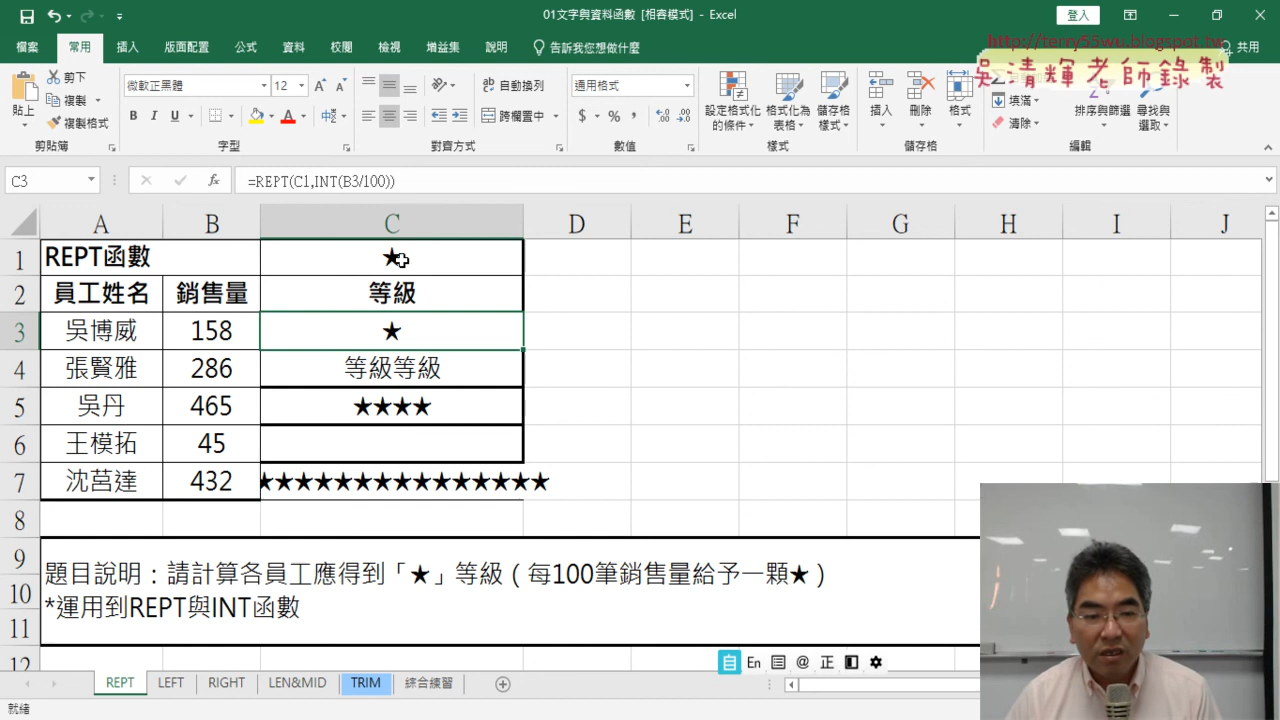 01文字與資料函數 [相容模式] - Excel
登入
檔案 常用 插入 版面配置 公式 資料 校閱 檢視 增益集 說明 告訴我您想做什麼 共用
http://terry55wu.blogspot.tw
吳清輝老師錄製
貼上 剪下 複製 複製格式
微軟正黑體 12
B I U
自動換列
跨欄置中
通用格式
$ % ,
設定格式化的條件 格式化為表格 儲存格樣式
插入 刪除 格式
填滿 清除
排序與篩選 尋找與選取
剪貼簿 字型 對齊方式 數值 樣式 儲存格 編輯
C3 fx =REPT(C1,INT(B3/100))
A B C D E F G H I J
1 REPT函數 ★
2 員工姓名 銷售量 等級
3 吳博威 158 ★
4 張賢雅 286 等級等級
5 吳丹 465 ★★★★
6 王模拓 45
7 沈莒達 432 ★★★★★★★★★★★★★★★
8
9
10 題目說明：請計算各員工應得到「★」等級（每100筆銷售量給予一顆★）
11 *運用到REPT與INT函數
12
En @ 正
REPT LEFT RIGHT LEN&MID TRIM 綜合練習
就緒